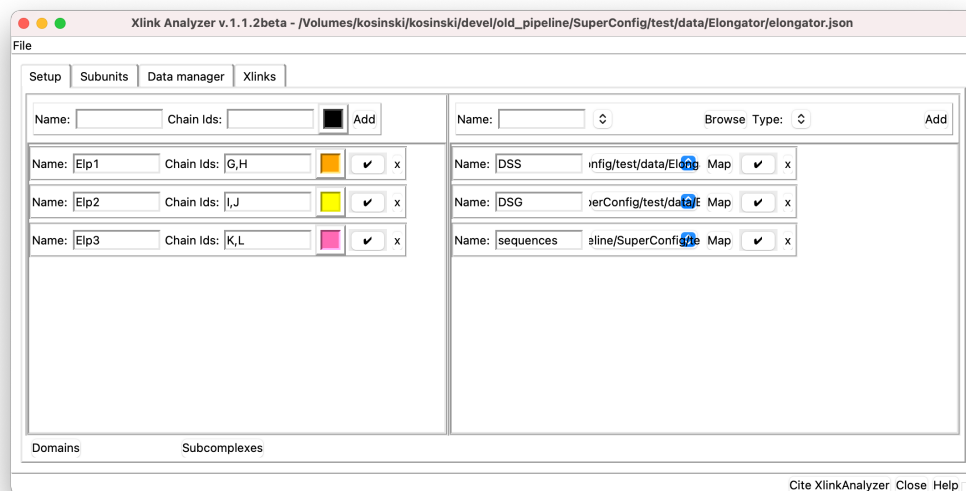 Xlink Analyzer v.1.1.2beta - /Volumes/kosinski/kosinski/devel/old_pipeline/SuperConfig/test/data/Elongator/elongator.json
File
Setup Subunits Data manager Xlinks
Name: Chain Ids: Add Name: Browse Type: Add
Name: Elp1 Chain Ids: G,H ✔ x Name: DSS nfig/test/data/Elong Map ✔ x
Name: Elp2 Chain Ids: I,J ✔ x Name: DSG perConfig/test/data/E Map ✔ x
Name: Elp3 Chain Ids: K,L ✔ x Name: sequences eline/SuperConfig/te Map ✔ x
Domains Subcomplexes
Cite XlinkAnalyzer Close Help